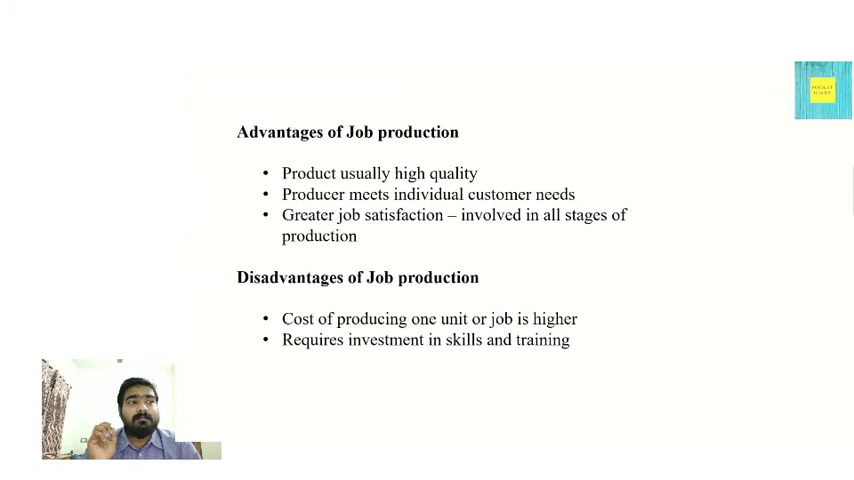 POCKET
DIARY
Advantages of Job production
• Product usually high quality
• Producer meets individual customer needs
• Greater job satisfaction – involved in all stages of
production
Disadvantages of Job production
• Cost of producing one unit or job is higher
• Requires investment in skills and training